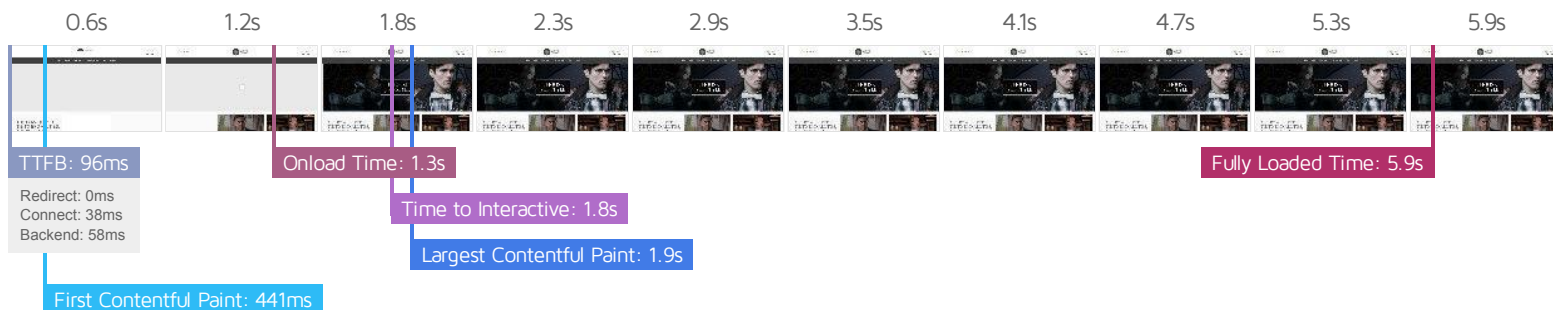 0.6s 1.2s 1.8s 2.3s 2.9s 3.5s 4.1s 4.7s 5.3s 5.9s
TTFB: 96ms
Redirect: 0ms
Connect: 38ms
Backend: 58ms
Onload Time: 1.3s
Fully Loaded Time: 5.9s
Time to Interactive: 1.8s
Largest Contentful Paint: 1.9s
First Contentful Paint: 441ms